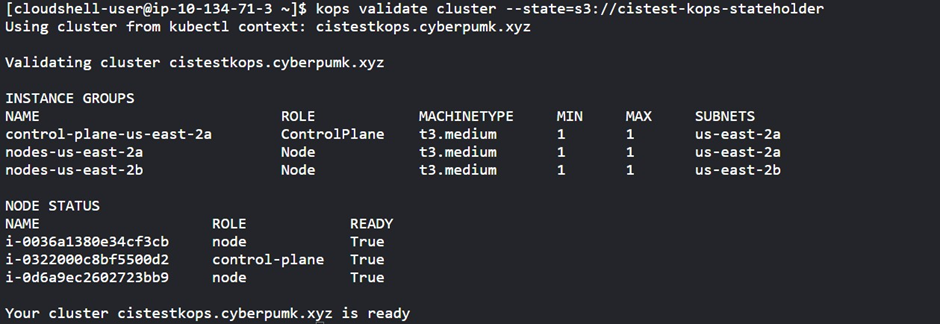 [cloudshell-user@ip-10-134-71-3 ~]$ kops validate cluster --state=s3://cistest-kops-stateholder
Using cluster from kubectl context: cistestkops.cyberpumk.xyz
Validating cluster cistestkops.cyberpumk.xyz
INSTANCE GROUPS
NAME ROLE MACHINETYPE MIN MAX SUBNETS
control-plane-us-east-2a ControlPlane t3.medium 1 1 us-east-2a
nodes-us-east-2a Node t3.medium 1 1 us-east-2a
nodes-us-east-2b Node t3.medium 1 1 us-east-2b
NODE STATUS
NAME ROLE READY
i-0036a1380e34cf3cb node True
i-0322000c8bf5500d2 control-plane True
i-0d6a9ec2602723bb9 node True
Your cluster cistestkops.cyberpumk.xyz is ready